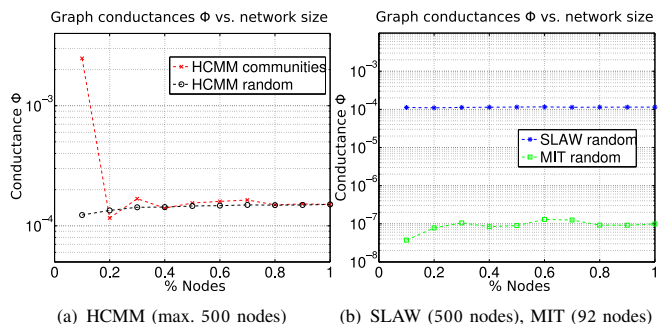 Graph conductances Φ vs. network size
Conductance Φ
10^-3
10^-4
HCMM communities
HCMM random
0 0.2 0.4 0.6 0.8 1
% Nodes
(a) HCMM (max. 500 nodes)
Graph conductances Φ vs. network size
Conductance Φ
10^-3
10^-4
10^-5
10^-6
10^-7
10^-8
SLAW random
MIT random
0 0.2 0.4 0.6 0.8 1
% Nodes
(b) SLAW (500 nodes), MIT (92 nodes)